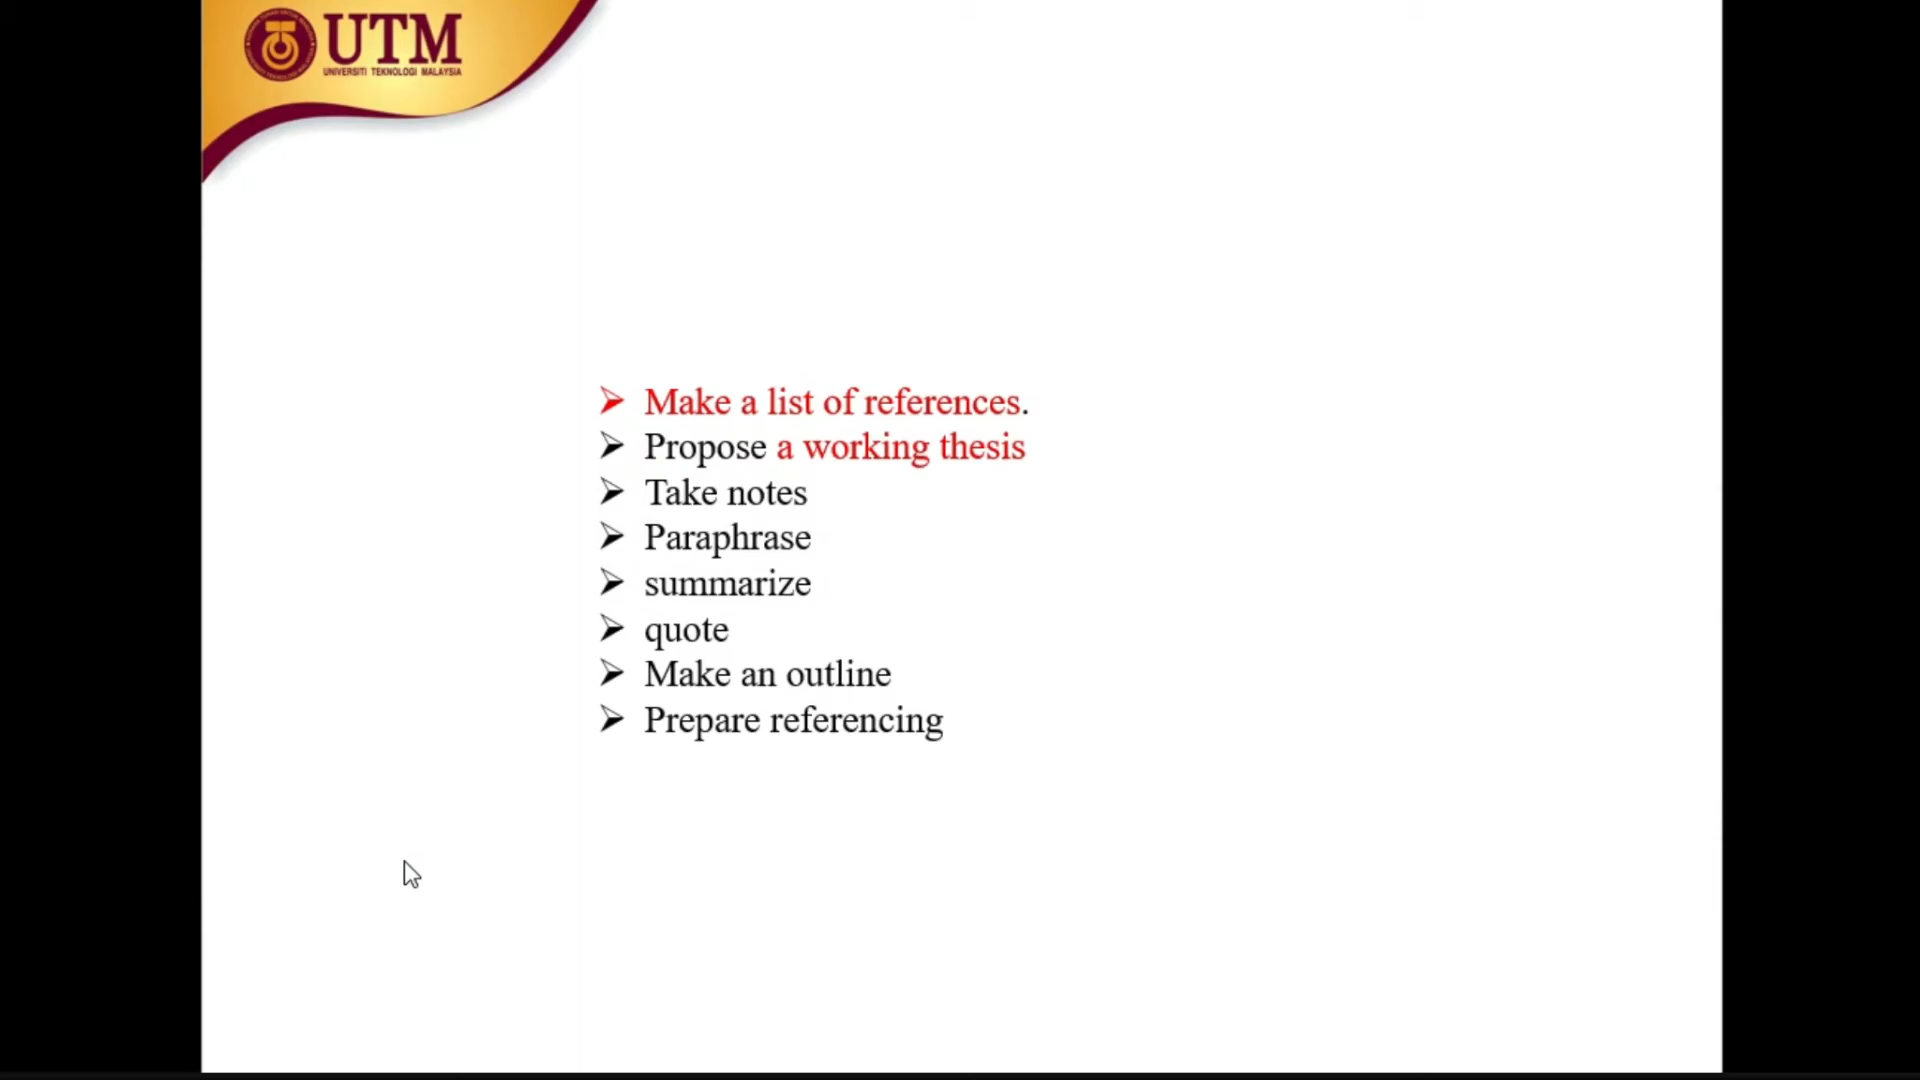 UTM
UNIVERSITI TEKNOLOGI MALAYSIA
Make a list of references.
Propose a working thesis
Take notes
Paraphrase
summarize
quote
Make an outline
Prepare referencing